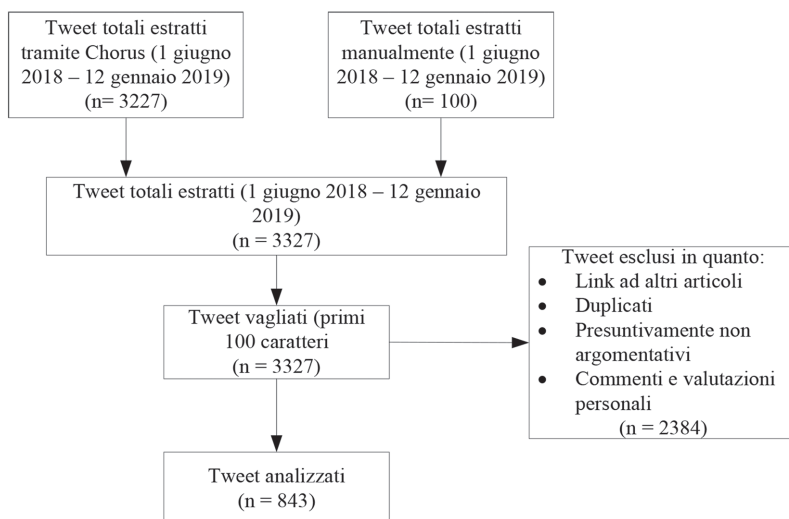 Tweet totali estratti
tramite Chorus (1 giugno
2018 – 12 gennaio 2019)
(n= 3227)
Tweet totali estratti
manualmente (1 giugno
2018 – 12 gennaio 2019)
(n= 100)
Tweet totali estratti (1 giugno 2018 – 12 gennaio
2019)
(n = 3327)
Tweet vagliati (primi
100 caratteri
(n = 3327)
Tweet esclusi in quanto:
● Link ad altri articoli
● Duplicati
● Presuntivamente non
argomentativi
● Commenti e valutazioni
personali
(n = 2384)
Tweet analizzati
(n = 843)